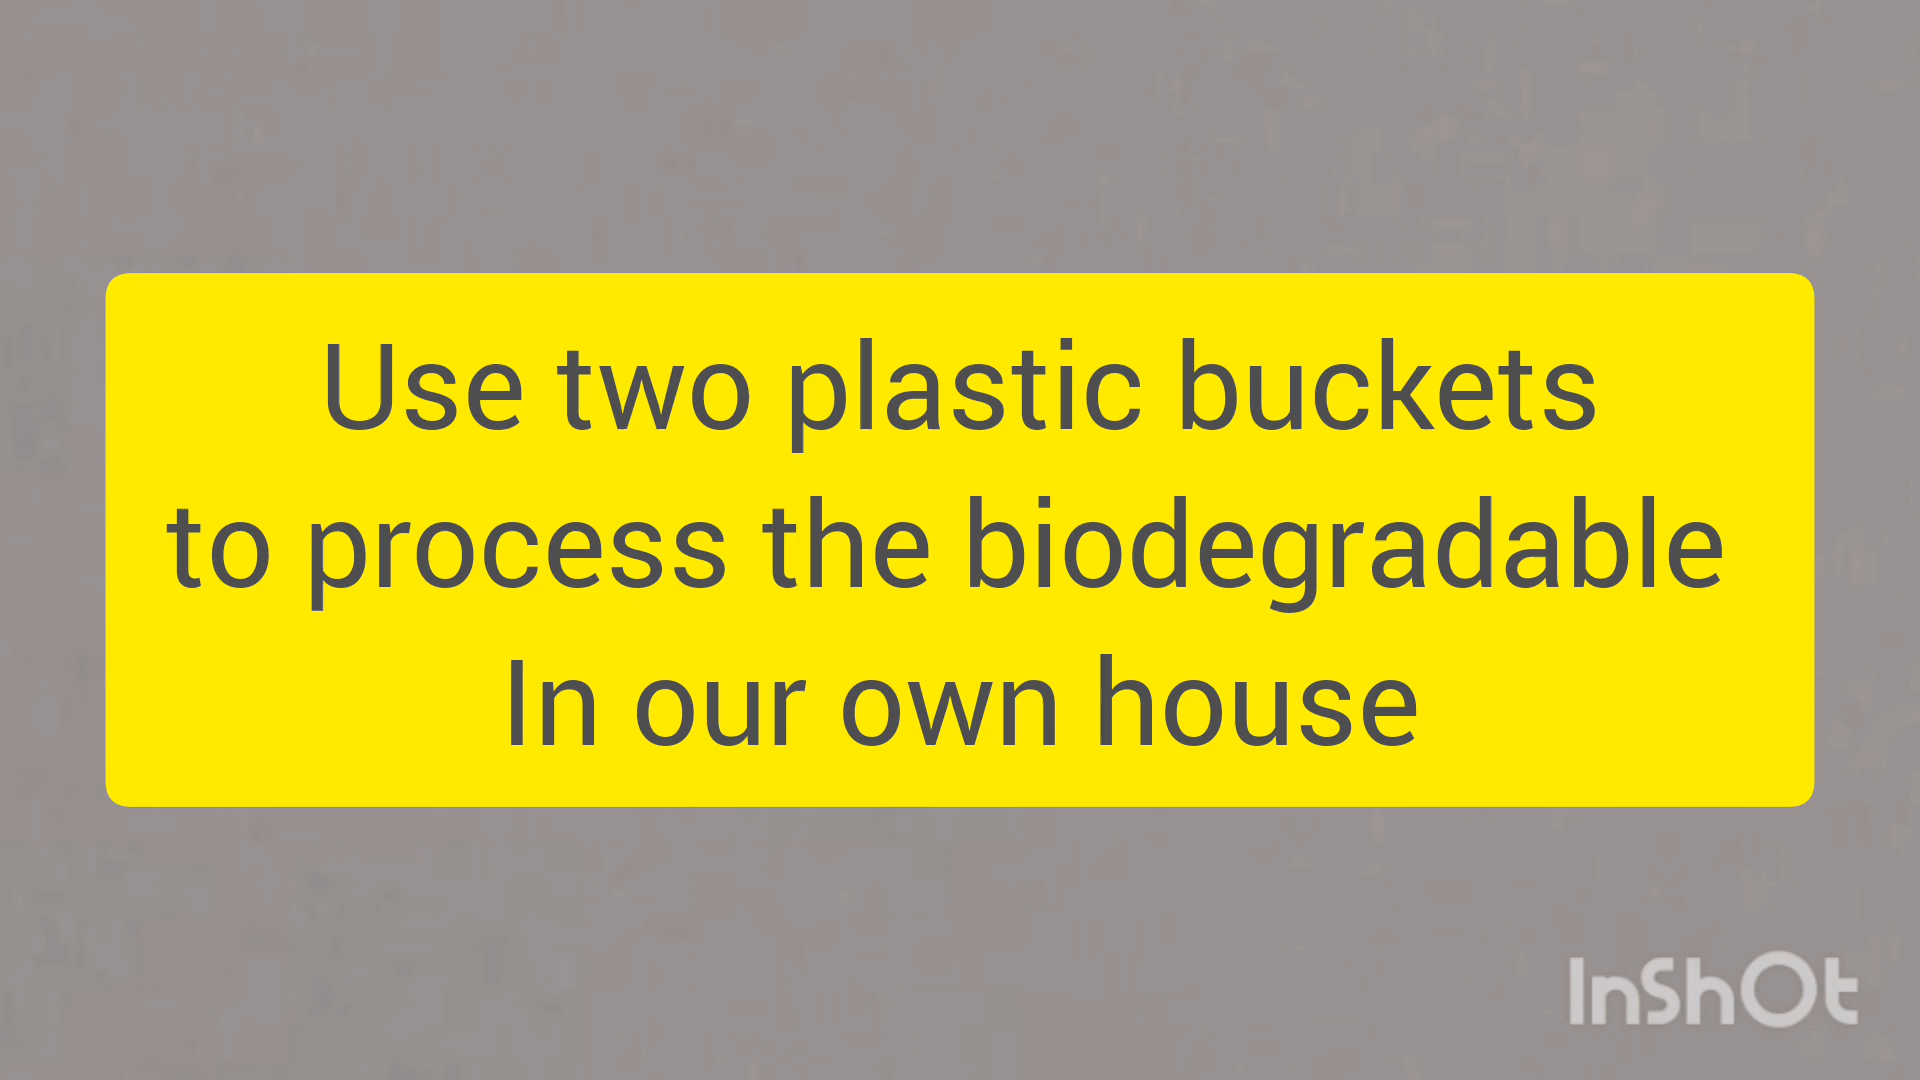 Use two plastic buckets
to process the biodegradable
In our own house
InShOt